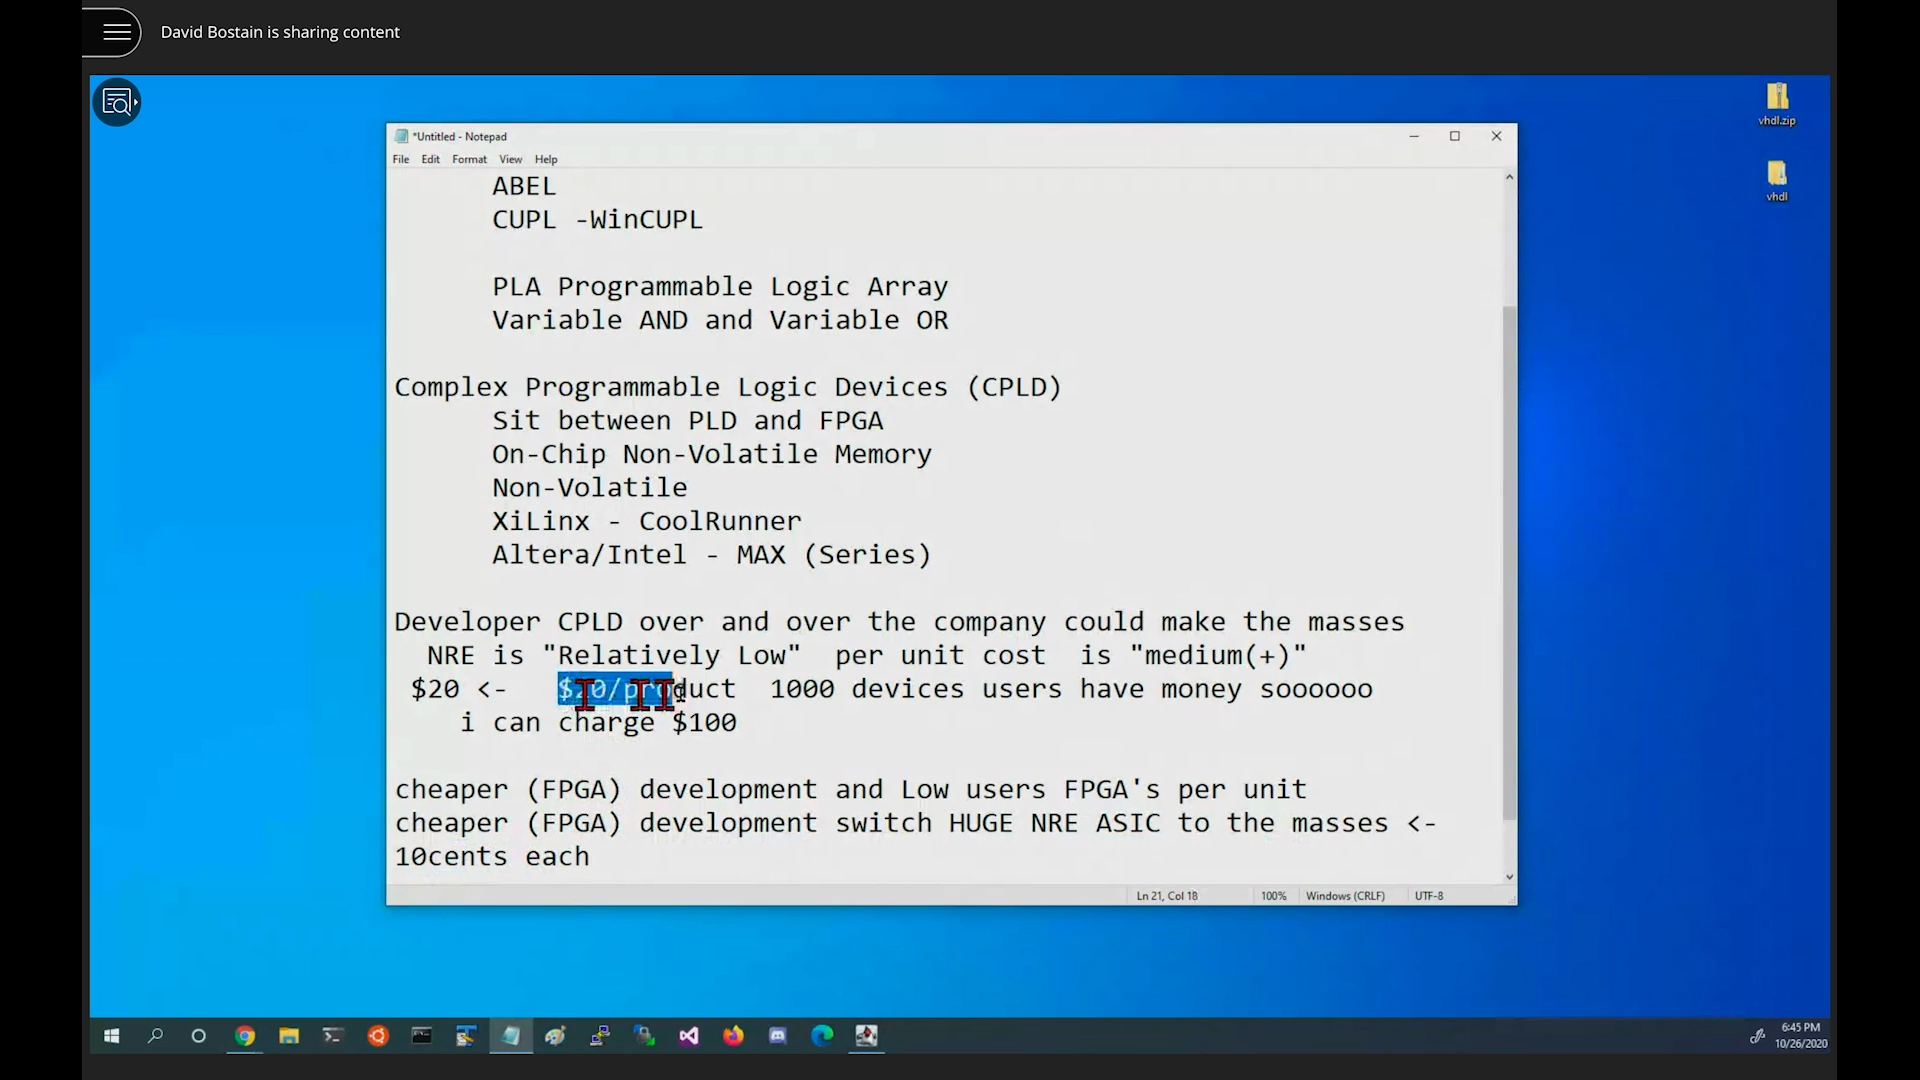 David Bostain is sharing content
vhdl.zip
vhdl
*Untitled - Notepad
File Edit Format View Help
ABEL
CUPL -WinCUPL
PLA Programmable Logic Array
Variable AND and Variable OR
Complex Programmable Logic Devices (CPLD)
Sit between PLD and FPGA
On-Chip Non-Volatile Memory
Non-Volatile
XiLinx - CoolRunner
Altera/Intel - MAX (Series)
Developer CPLD over and over the company could make the masses
NRE is "Relatively Low" per unit cost is "medium(+)"
$20 <- $20/product 1000 devices users have money soooooo
i can charge $100
cheaper (FPGA) development and Low users FPGA's per unit
cheaper (FPGA) development switch HUGE NRE ASIC to the masses <-
10cents each
Ln 21, Col 18 100% Windows (CRLF) UTF-8
6:45 PM
10/26/2020